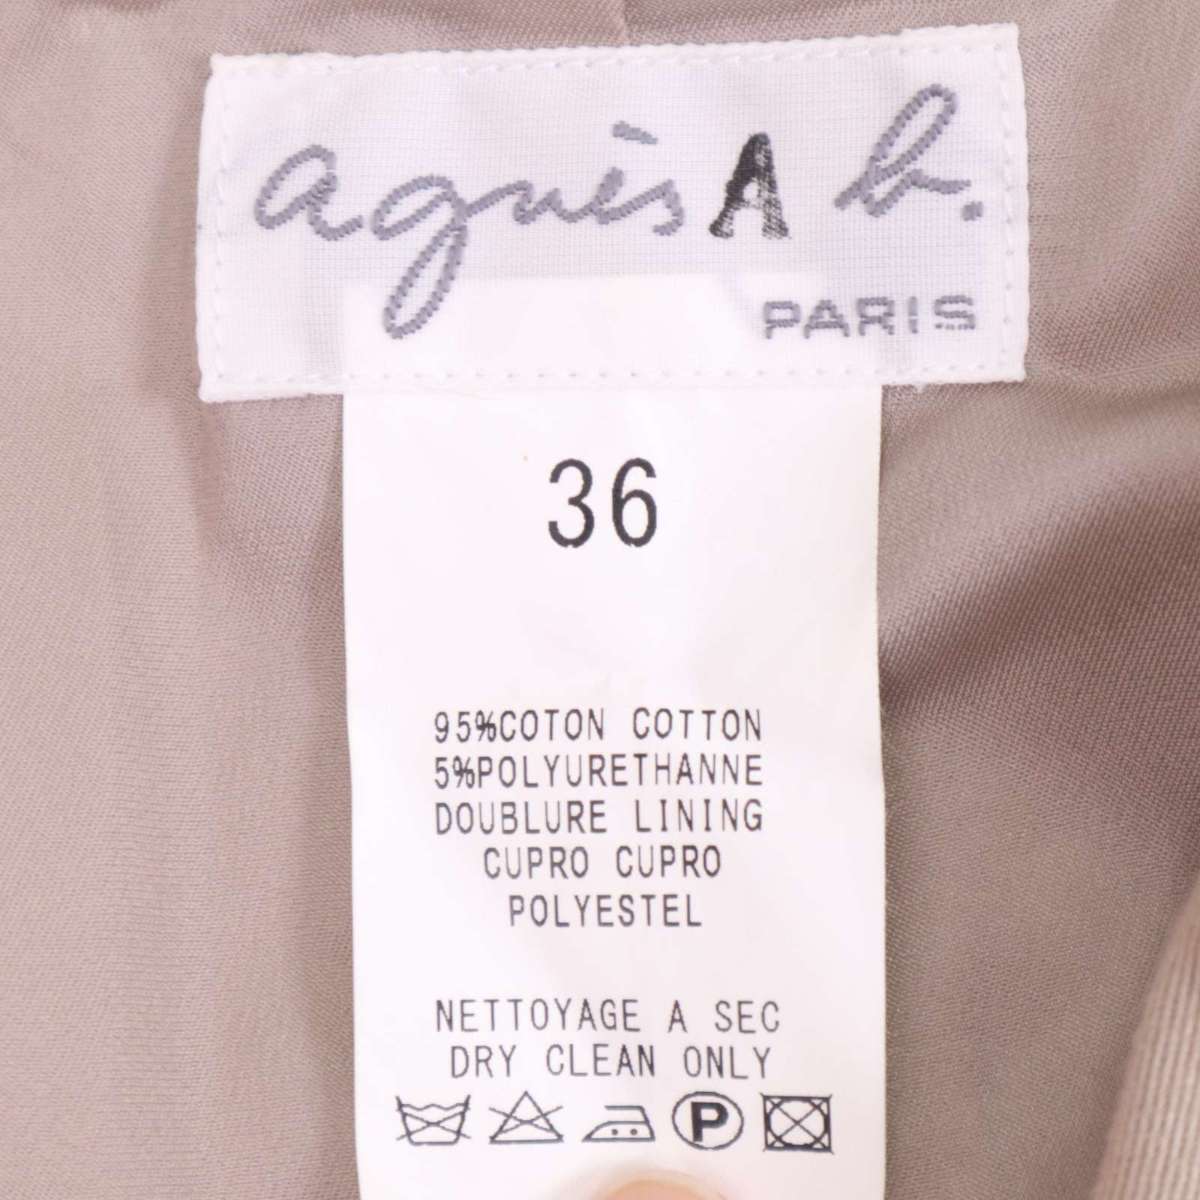 agnès A b.
PARIS
36
95%COTON COTTON
5%POLYURETHANNE
DOUBLURE LINING
CUPRO CUPRO
POLYESTEL
NETTOYAGE A SEC
DRY CLEAN ONLY
P